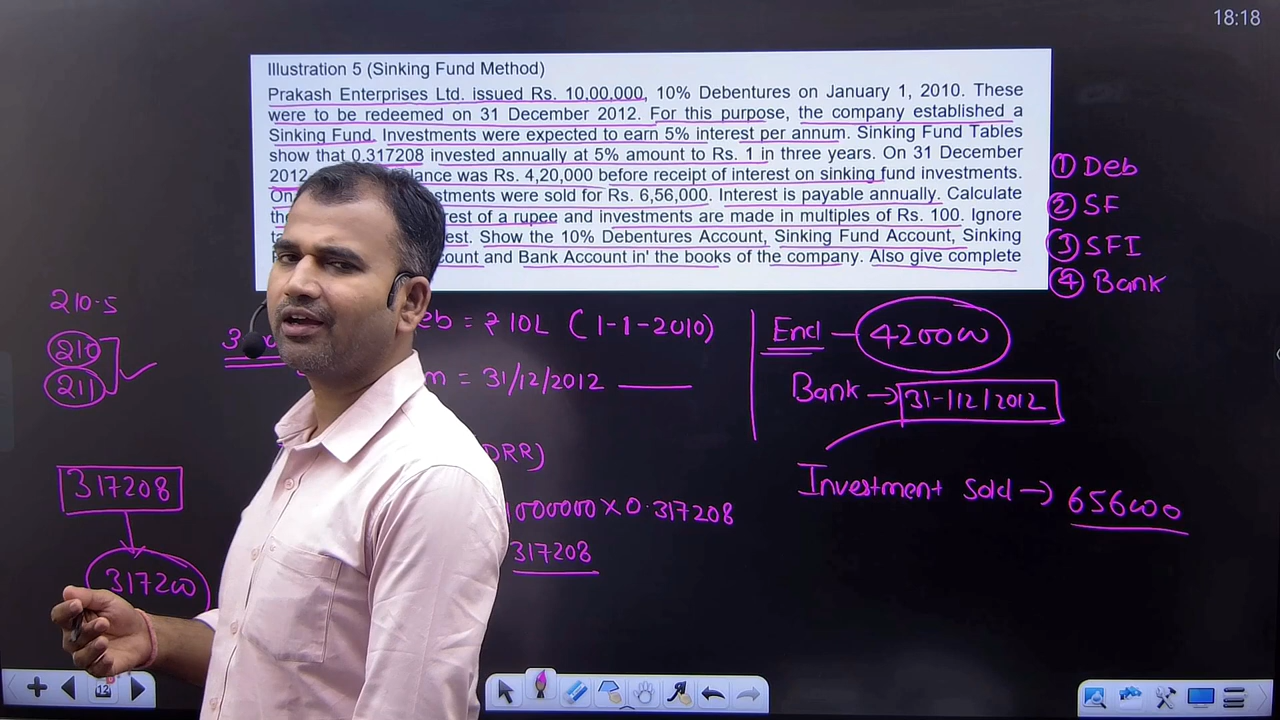 18:18
Illustration 5 (Sinking Fund Method)
Prakash Enterprises Ltd. issued Rs. 10,00,000, 10% Debentures on January 1, 2010. These
were to be redeemed on 31 December 2012. For this purpose, the company established a
Sinking Fund. Investments were expected to earn 5% interest per annum. Sinking Fund Tables
show that 0.317208 invested annually at 5% amount to Rs. 1 in three years. On 31 December
2012 was Rs. 4,20,000 before receipt of interest on sinking fund investments.
On were sold for Rs. 6,56,000. Interest is payable annually. Calculate
of a rupee and investments are made in multiples of Rs. 100. Ignore
Show the 10% Debentures Account, Sinking Fund Account, Sinking
and Bank Account in' the books of the company. Also give complete
① Deb
② SF
③ SFI
④ Bank
210.5
210
211
317208
317200
= ₹10L (1-1-2010)
= 31/12/2012
DRR)
1000000 × 0.317208
317208
End - 420000
Bank → 31-/12/2012
Investment Sold → 656000
12